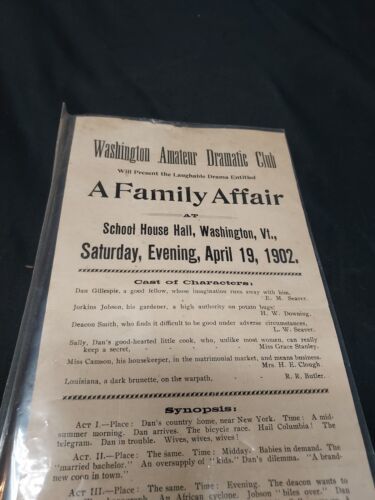 Washington Amateur Dramatic Club
Will Present the Laughable Drama Entitled
A Family Affair
AT
School House Hall, Washington, Vt.,
Saturday, Evening, April 19, 1902.
Cast of Characters:
Dan Gillespie, a good fellow, whose imagination runs away with him.
E. M. Seaver.
Jorkins Jobson, his gardener, a high authority on potato bugs!
H. W. Downing.
Deacon Smith, who finds it difficult to be good under adverse circumstances,
L. W. Seaver.
Sally, Dan's good-hearted little cook, who, unlike most women, can really
keep a secret, Miss Grace Stanley.
Miss Camson, his housekeeper, in the matrimonial market, and means business.
Mrs. H. E. Clough.
Louisiana, a dark brunette, on the warpath, R. R. Butler.
Synopsis:
ACT I.—Place: Dan's country home, near New York. Time: A mid-
summer morning. Dan arrives. The bicycle race. Hail Columbia! The
telegram. Dan in trouble. Wives, wives, wives!
ACT II.—Place: The same. Time: Midday. Babies in demand. The
"married bachelor." An oversupply of "kids." Dan's dilemma. "A brand-
new corn in town."
ACT III.—Place: The same. Time: Evening. The deacon wants to
An African cyclone. Jobson "biles over." Dan